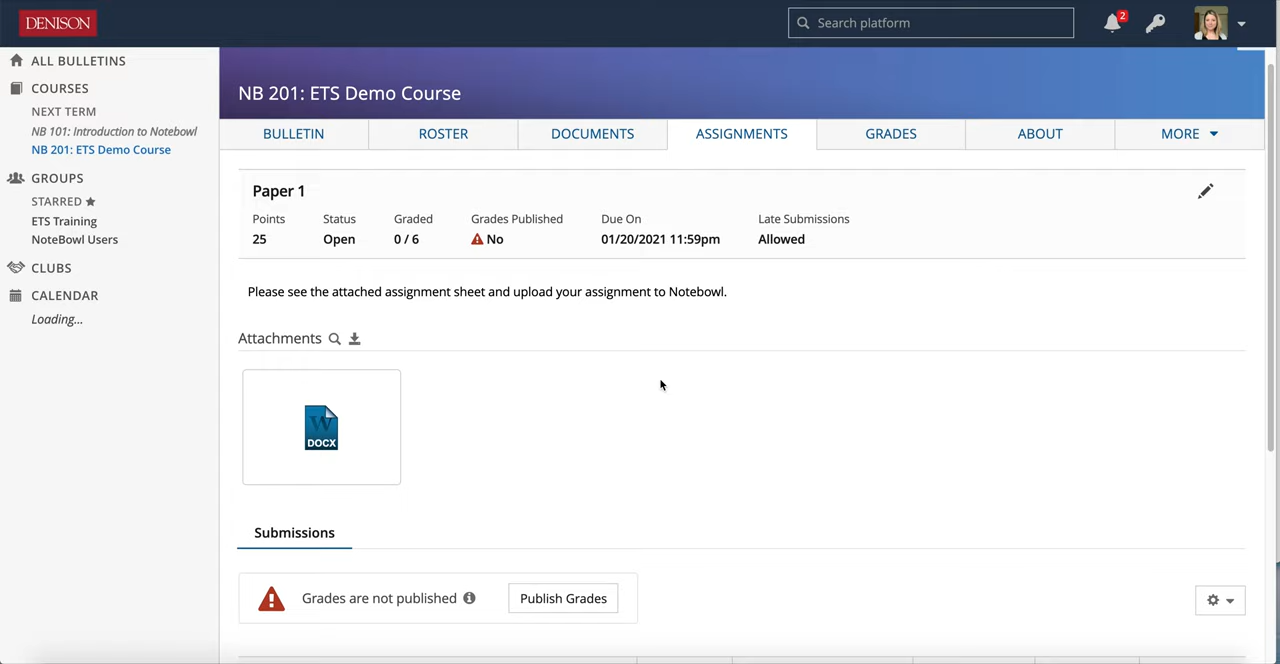 DENISON
Search platform
2
ALL BULLETINS
COURSES
NEXT TERM
NB 101: Introduction to Notebowl
NB 201: ETS Demo Course
GROUPS
STARRED
ETS Training
NoteBowl Users
CLUBS
CALENDAR
Loading...
NB 201: ETS Demo Course
BULLETIN ROSTER DOCUMENTS ASSIGNMENTS GRADES ABOUT MORE
Paper 1
Points Status Graded Grades Published Due On Late Submissions
25 Open 0 / 6 No 01/20/2021 11:59pm Allowed
Please see the attached assignment sheet and upload your assignment to Notebowl.
Attachments
W
DOCX
Submissions
Grades are not published Publish Grades